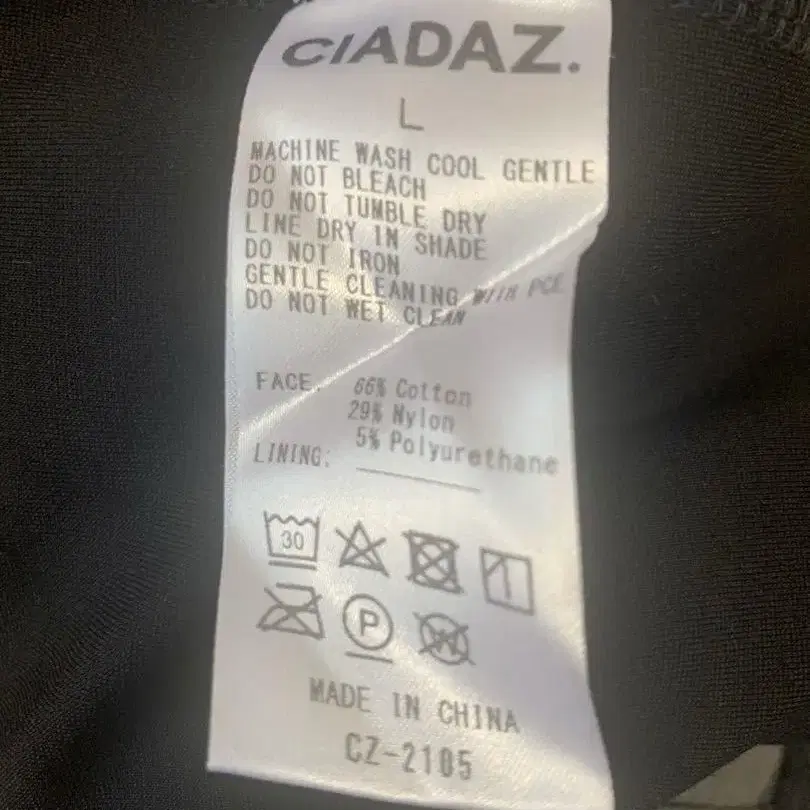 CIADAZ.
L
MACHINE WASH COOL GENTLE
DO NOT BLEACH
DO NOT TUMBLE DRY
LINE DRY IN SHADE
DO NOT IRON
GENTLE CLEANING WITH PCE
DO NOT WET CLEAN
FACE: 66% Cotton
29% Nylon
5% Polyurethane
LINING:
30
P
W
MADE IN CHINA
CZ-2105